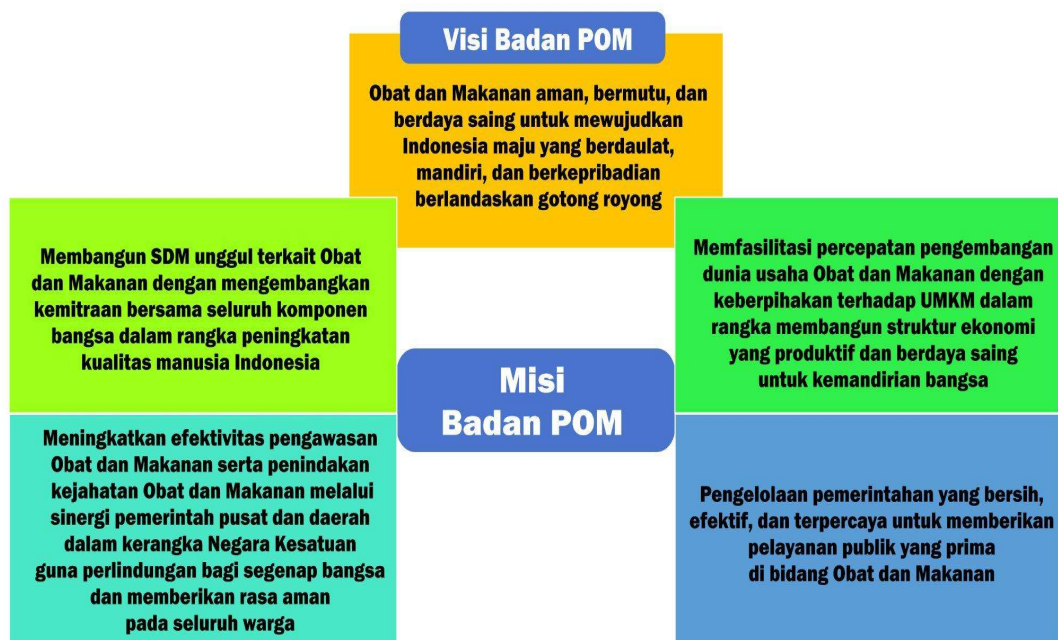 Visi Badan POM
Obat dan Makanan aman, bermutu, dan
berdaya saing untuk mewujudkan
Indonesia maju yang berdaulat,
mandiri, dan berkepribadian
berlandaskan gotong royong
Membangun SDM unggul terkait Obat
dan Makanan dengan mengembangkan
kemitraan bersama seluruh komponen
bangsa dalam rangka peningkatan
kualitas manusia Indonesia
Memfasilitasi percepatan pengembangan
dunia usaha Obat dan Makanan dengan
keberpihakan terhadap UMKM dalam
rangka membangun struktur ekonomi
yang produktif dan berdaya saing
untuk kemandirian bangsa
Misi
Badan POM
Meningkatkan efektivitas pengawasan
Obat dan Makanan serta penindakan
kejahatan Obat dan Makanan melalui
sinergi pemerintah pusat dan daerah
dalam kerangka Negara Kesatuan
guna perlindungan bagi segenap bangsa
dan memberikan rasa aman
pada seluruh warga
Pengelolaan pemerintahan yang bersih,
efektif, dan terpercaya untuk memberikan
pelayanan publik yang prima
di bidang Obat dan Makanan